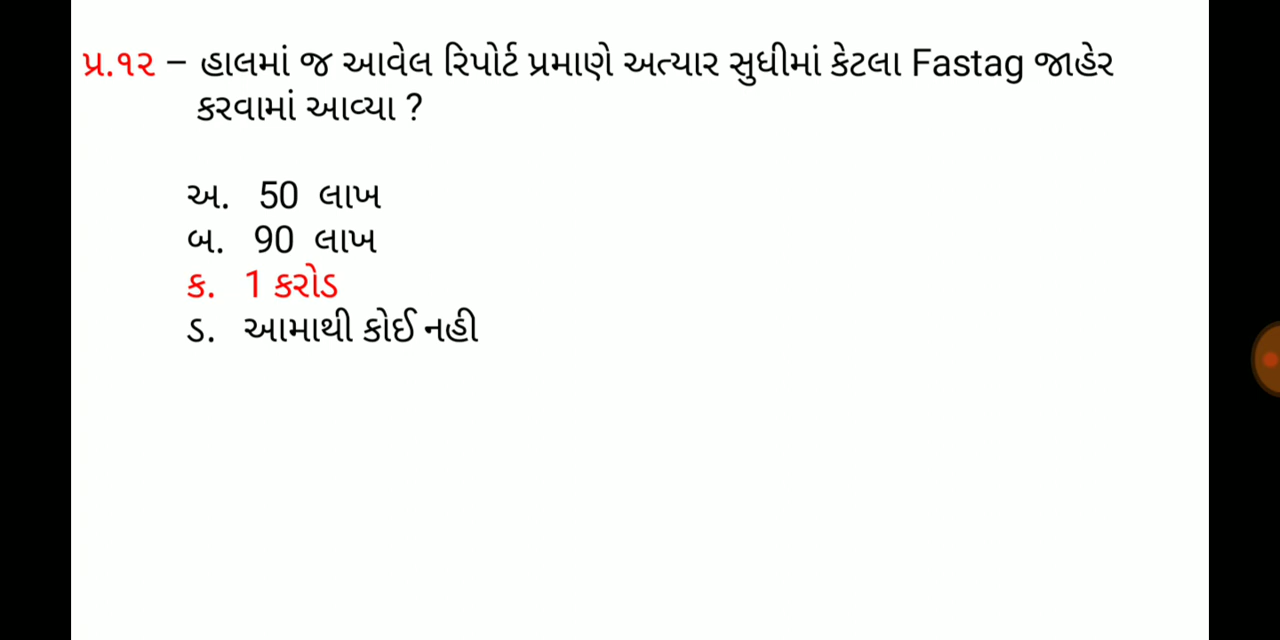 પ્ર.૧૨ – હાલમાં જ આવેલ રિપોર્ટ પ્રમાણે અત્યાર સુધીમાં કેટલા Fastag જાહેર
કરવામાં આવ્યા ?
અ. 50 લાખ
બ. 90 લાખ
ક. 1 કરોડ
ડ. આમાથી કોઈ નહી